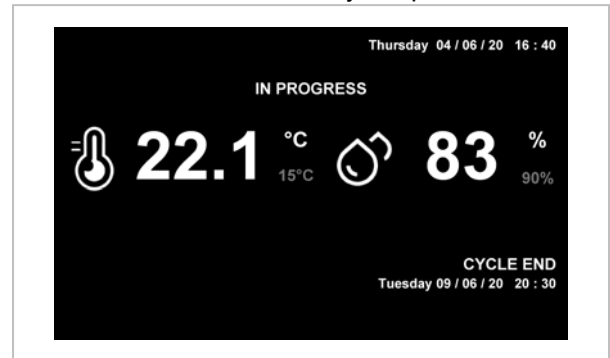 Thursday 04 / 06 / 20 16 : 40
IN PROGRESS
22.1 °C 83 %
15°C 90%
CYCLE END
Tuesday 09 / 06 / 20 20 : 30